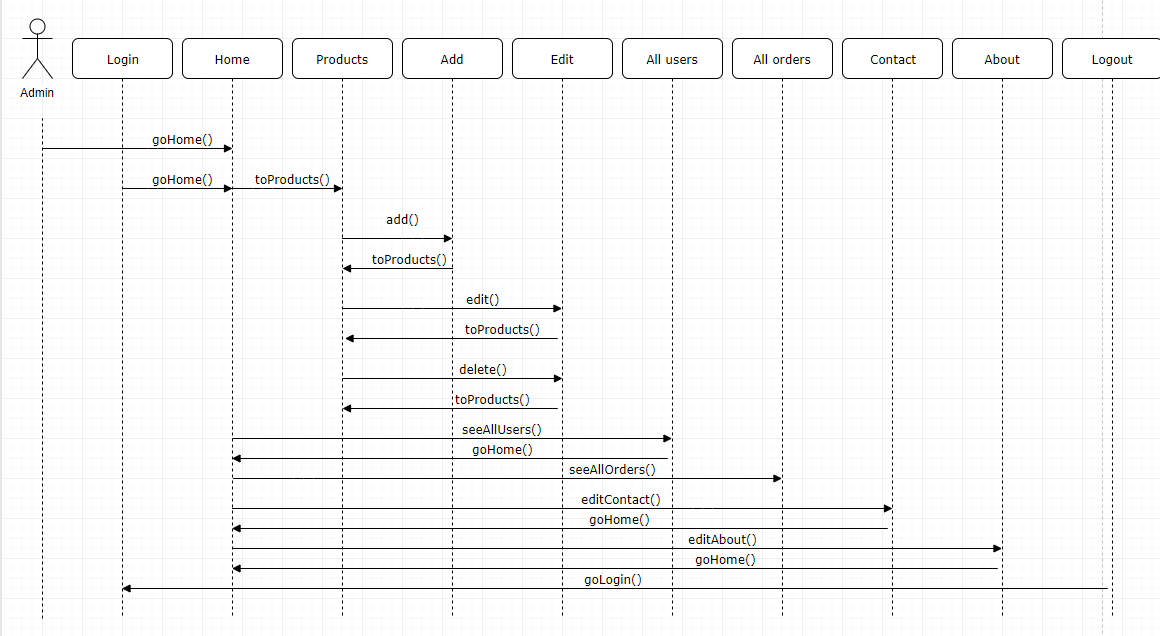 Login
Home
Products
Add
Edit
All users
All orders
Contact
About
Logout
Admin
goHome()
goHome()
toProducts()
add()
toProducts()
edit()
toProducts()
delete()
toProducts()
seeAllUsers()
goHome()
seeAllOrders()
editContact()
goHome()
editAbout()
goHome()
goLogin()